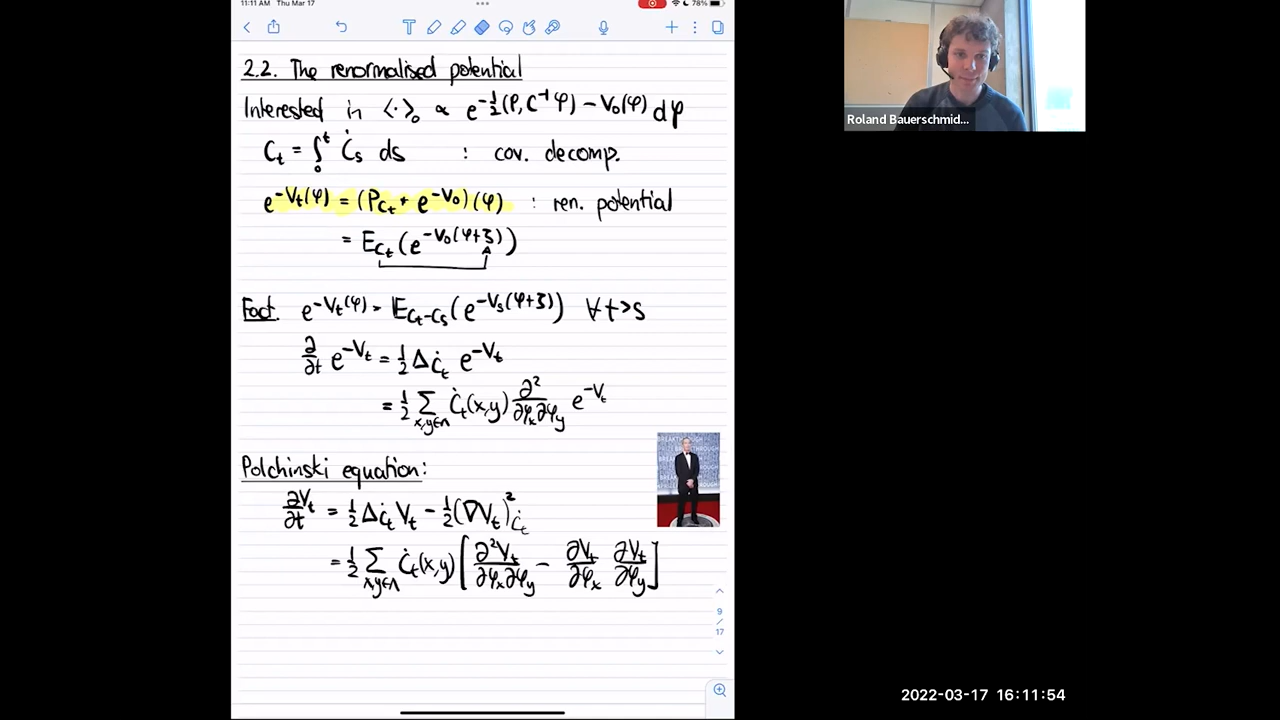 11:11 AM Thu Mar 17
78%
2.2. The renormalised potential
Interested in ⟨·⟩₀ ∝ e^{-½(φ, C⁻¹φ) - V₀(φ)} dφ
C_t = ∫₀ᵗ Ċ_s ds : cov. decomp.
e^{-V_t(φ)} = (P_{C_t} * e^{-V₀})(φ) : ren. potential
= E_{C_t}(e^{-V₀(φ+ζ)})
Fact. e^{-V_t(φ)} = E_{C_t-C_s}(e^{-V_s(φ+ζ)}) ∀t>s
∂/∂t e^{-V_t} = ½ Δ_{Ċ_t} e^{-V_t}
= ½ Σ_{x,y∈Λ} Ċ_t(x,y) ∂²/∂φ_x∂φ_y e^{-V_t}
Polchinski equation:
∂V_t/∂t = ½ Δ_{Ċ_t} V_t - ½(∇V_t)²_{Ċ_t}
= ½ Σ_{x,y∈Λ} Ċ_t(x,y) [∂²V_t/∂φ_x∂φ_y - ∂V_t/∂φ_x ∂V_t/∂φ_y]
9
/
17
Roland Bauerschmid...
2022-03-17 16:11:54